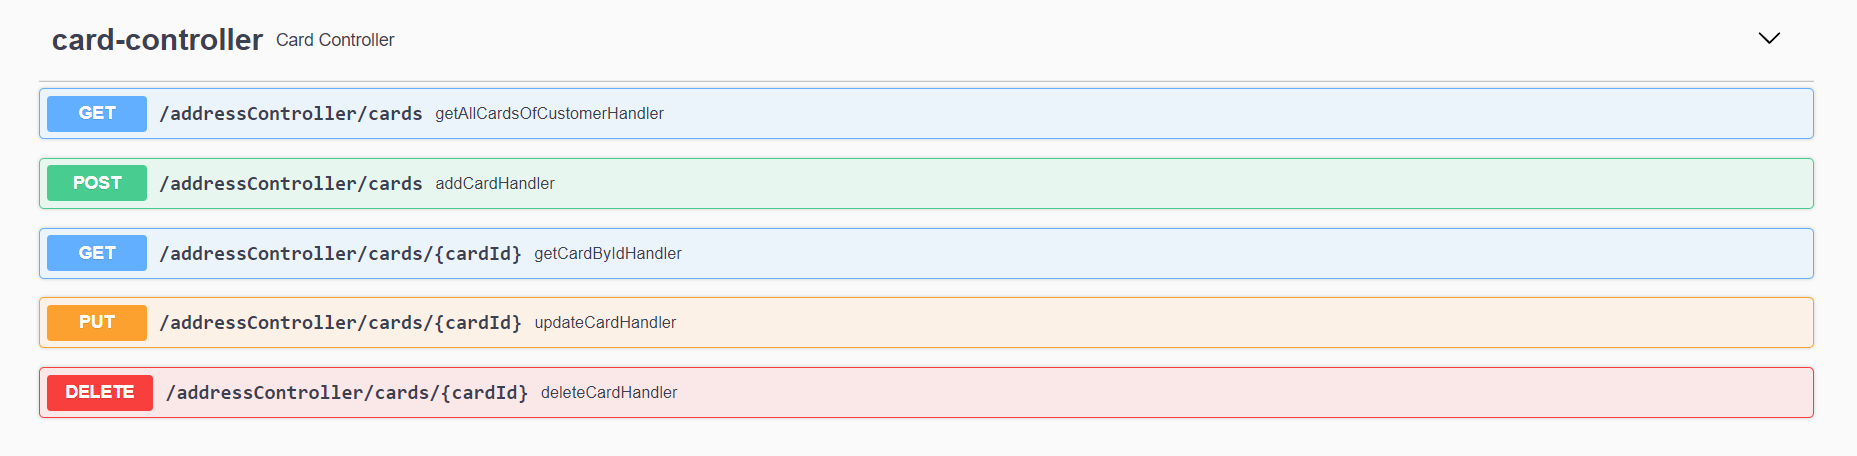 card-controller Card Controller
GET /addressController/cards getAllCardsOfCustomerHandler
POST /addressController/cards addCardHandler
GET /addressController/cards/{cardId} getCardByIdHandler
PUT /addressController/cards/{cardId} updateCardHandler
DELETE /addressController/cards/{cardId} deleteCardHandler